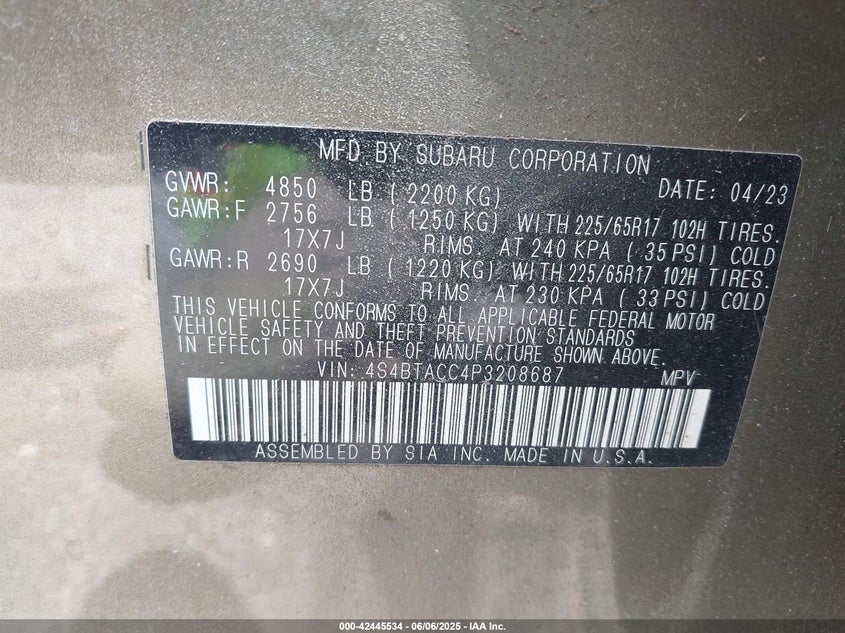 MFD. BY SUBARU CORPORATION
GVWR: 4850 LB ( 2200 KG) DATE: 04/23
GAWR:F 2756 LB ( 1250 KG) WITH 225/65R17 102H TIRES.
17X7J RIMS. AT 240 KPA ( 35 PSI) COLD
GAWR:R 2690 LB ( 1220 KG) WITH 225/65R17 102H TIRES.
17X7J RIMS. AT 230 KPA ( 33 PSI) COLD
THIS VEHICLE CONFORMS TO ALL APPLICABLE FEDERAL MOTOR
VEHICLE SAFETY AND THEFT PREVENTION STANDARDS
IN EFFECT ON THE DATE OF MANUFACTURE SHOWN ABOVE.
VIN: 4S4BTACC4P3208687 MPV
ASSEMBLED BY SIA INC. MADE IN U.S.A.
000-42445534 - 06/06/2025 - IAA Inc.